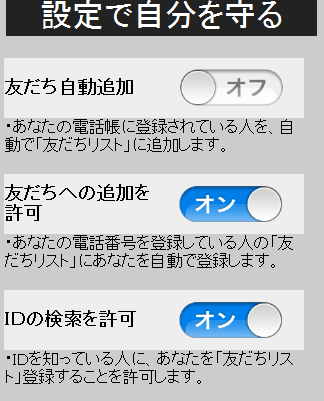 設定で自分を守る
友だち自動追加
オフ
・あなたの電話帳に登録されている人を、自
動で「友だちリスト」に追加します。
友だちへの追加を
許可
オン
・あなたの電話番号を登録している人の「友
だちリスト」にあなたを自動で登録します。
IDの検索を許可
オン
・IDを知っている人に、あなたを「友だちリス
ト」登録することを許可します。